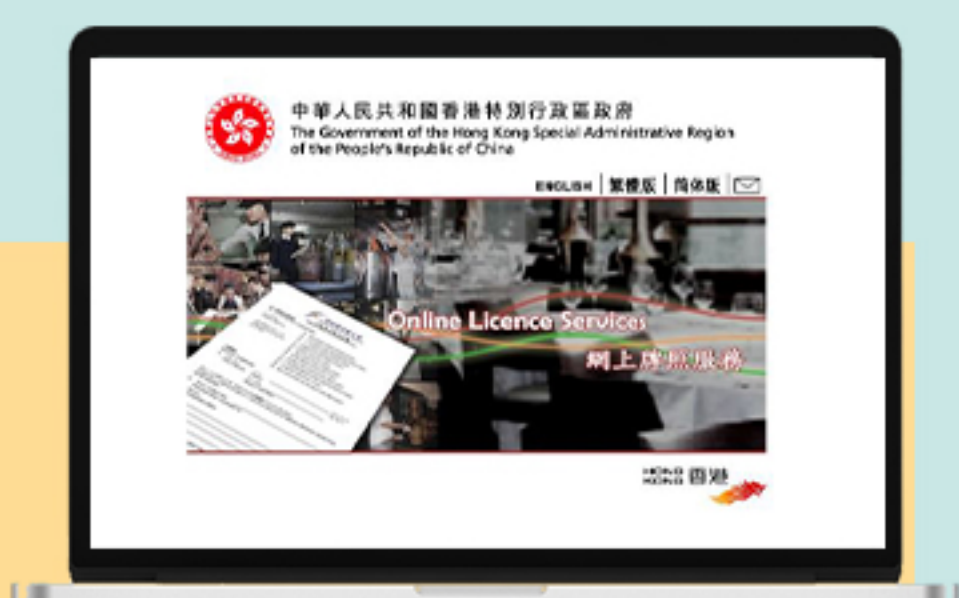 中華人民共和國香港特別行政區政府
The Government of the Hong Kong Special Administrative Region
of the People's Republic of China
ENGLISH 繁體版 简体版
Online Licence Services
網上牌照服務
HONG KONG 香港